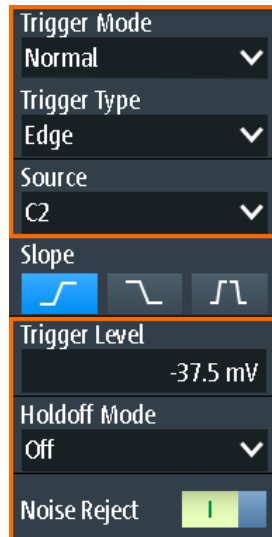 Trigger Mode
Normal
Trigger Type
Edge
Source
C2
Slope
Trigger Level
-37.5 mV
Holdoff Mode
Off
Noise Reject
I